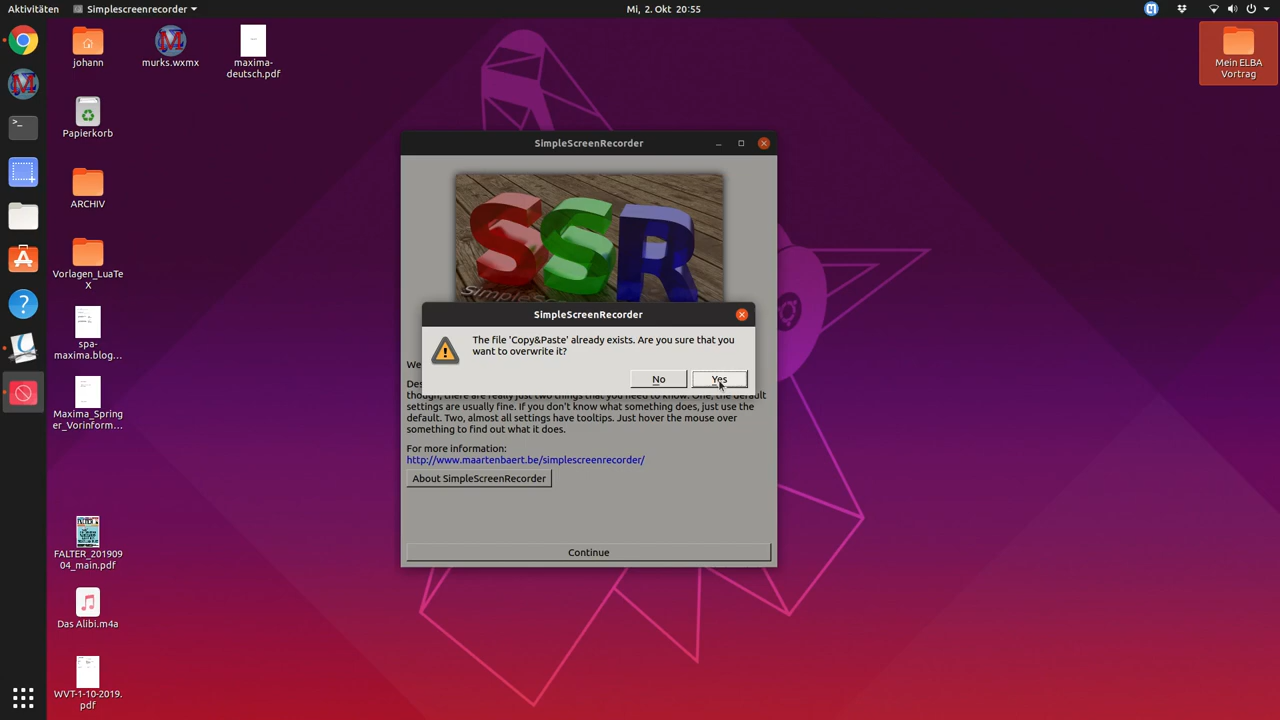 Aktivitäten
Simplescreenrecorder
Mi, 2. Okt 20:55
johann
murks.wxmx
maxima-
deutsch.pdf
Mein ELBA
Vortrag
Papierkorb
ARCHIV
Vorlagen_LuaTe
X
spa-
maxima.blog...
Maxima_Spring
er_Vorinform...
FALTER_201909
04_main.pdf
Das Alibi.m4a
WVT-1-10-2019.
pdf
SimpleScreenRecorder
SSR
SimpleScreenRecorder
The file 'Copy&Paste' already exists. Are you sure that you
want to overwrite it?
No
Yes
We
Des
though, there are really just two things that you need to know. One, the default
settings are usually fine. If you don't know what something does, just use the
default. Two, almost all settings have tooltips. Just hover the mouse over
something to find out what it does.
For more information:
http://www.maartenbaert.be/simplescreenrecorder/
About SimpleScreenRecorder
Continue